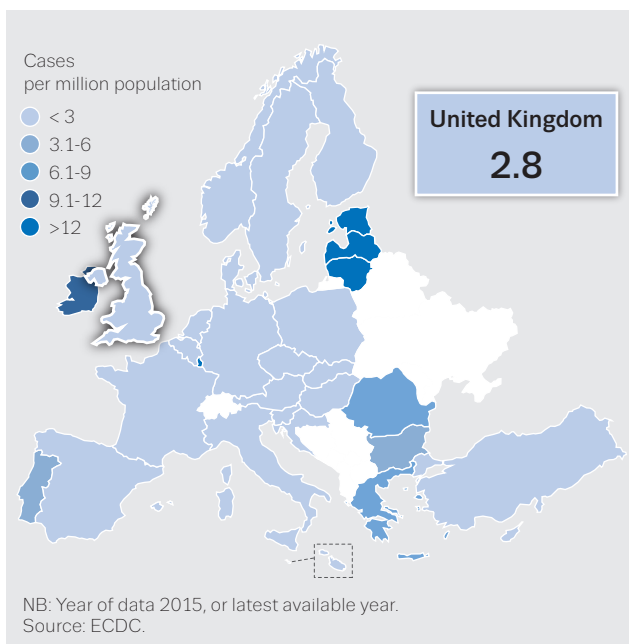 Cases
per million population
< 3
3.1-6
6.1-9
9.1-12
>12
United Kingdom
2.8
NB: Year of data 2015, or latest available year.
Source: ECDC.